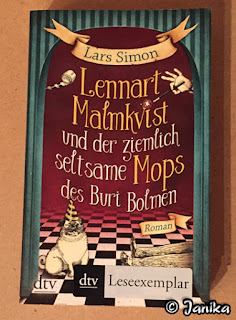 Lars Simon
Lennart
Malmkvist
und der ziemlich
seltsame Mops
des Buri Bolmen
Roman
dtv
dtv
Leseexemplar
© Janika